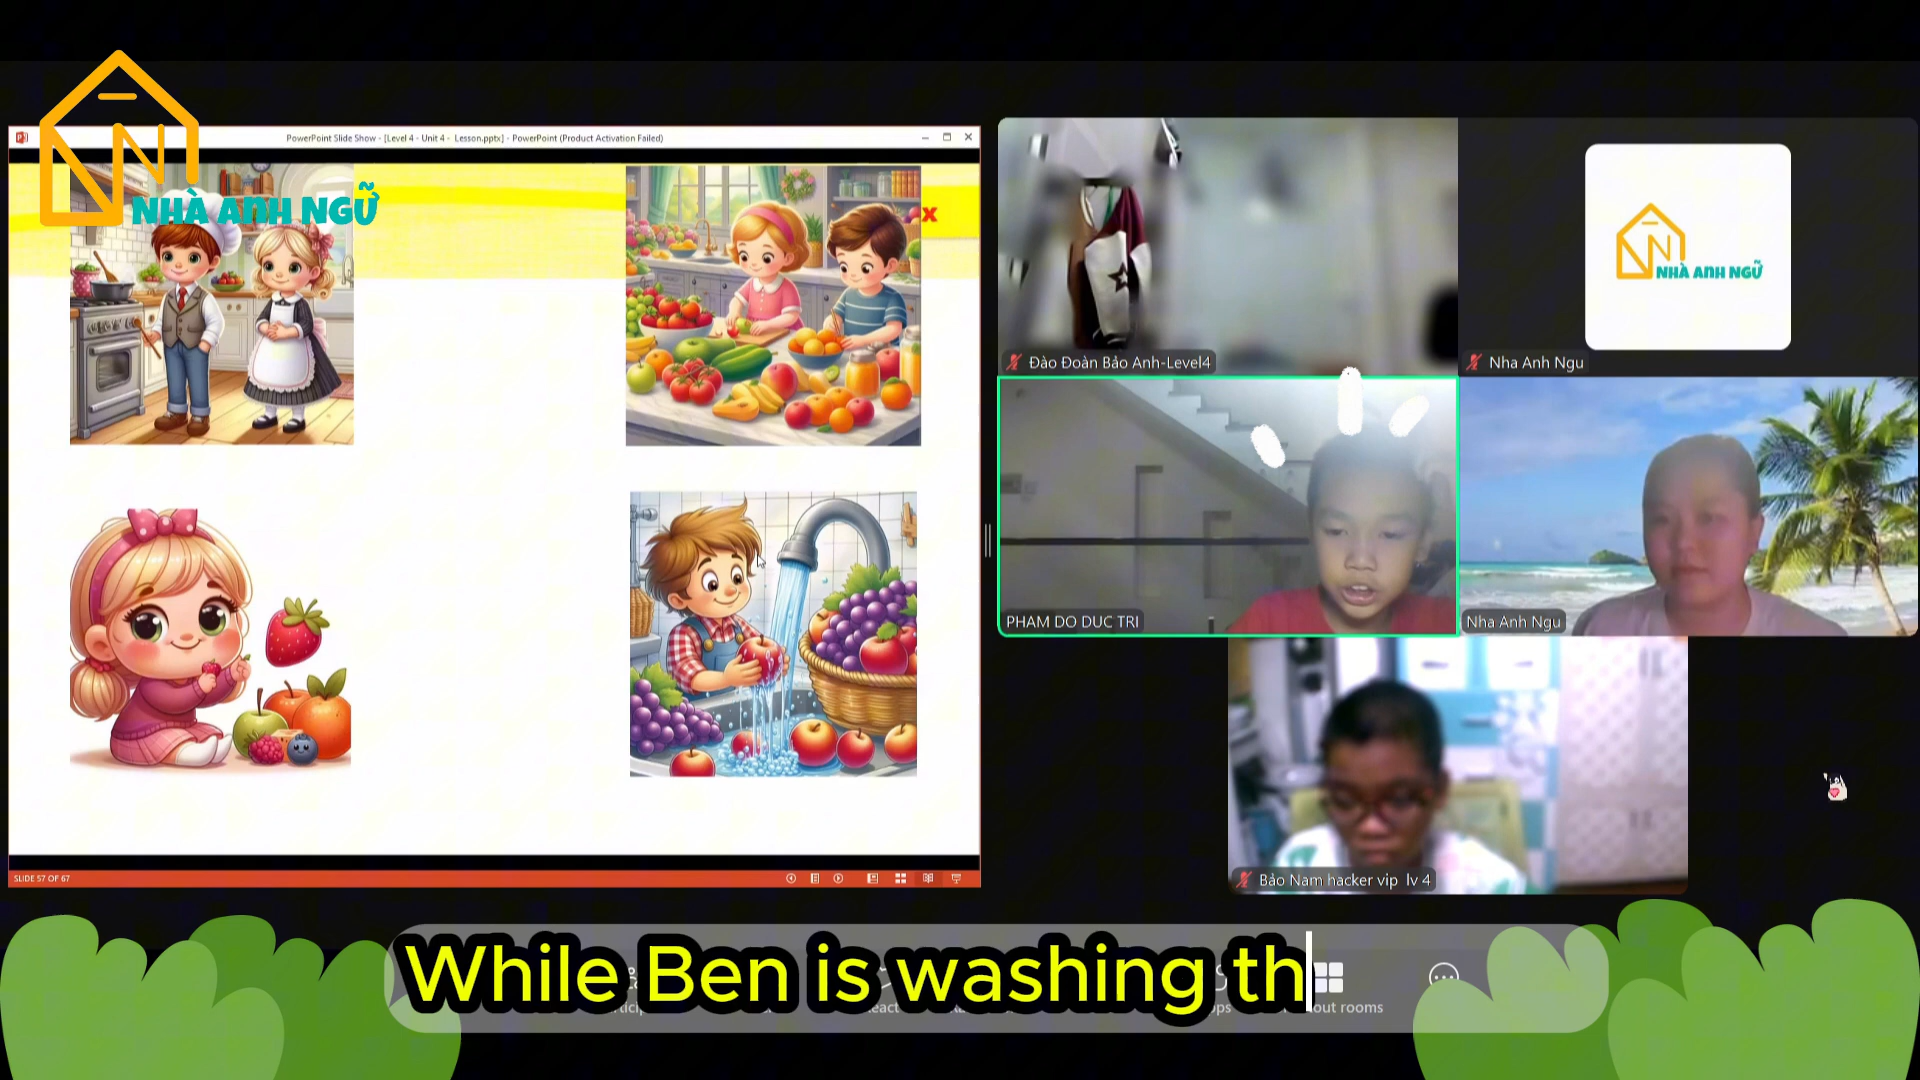 PowerPoint Slide Show - [Level 4 - Unit 4 - Lesson.pptx] - PowerPoint (Product Activation Failed)
NHÀ ANH NGỮ
NHÀ ANH NGỮ
Đào Đoàn Bảo Anh-Level4
Nha Anh Ngu
PHAM DO DUC TRI
Nha Anh Ngu
Bảo Nam hacker vip lv 4
SLIDE 57 OF 67
While Ben is washing th
out rooms